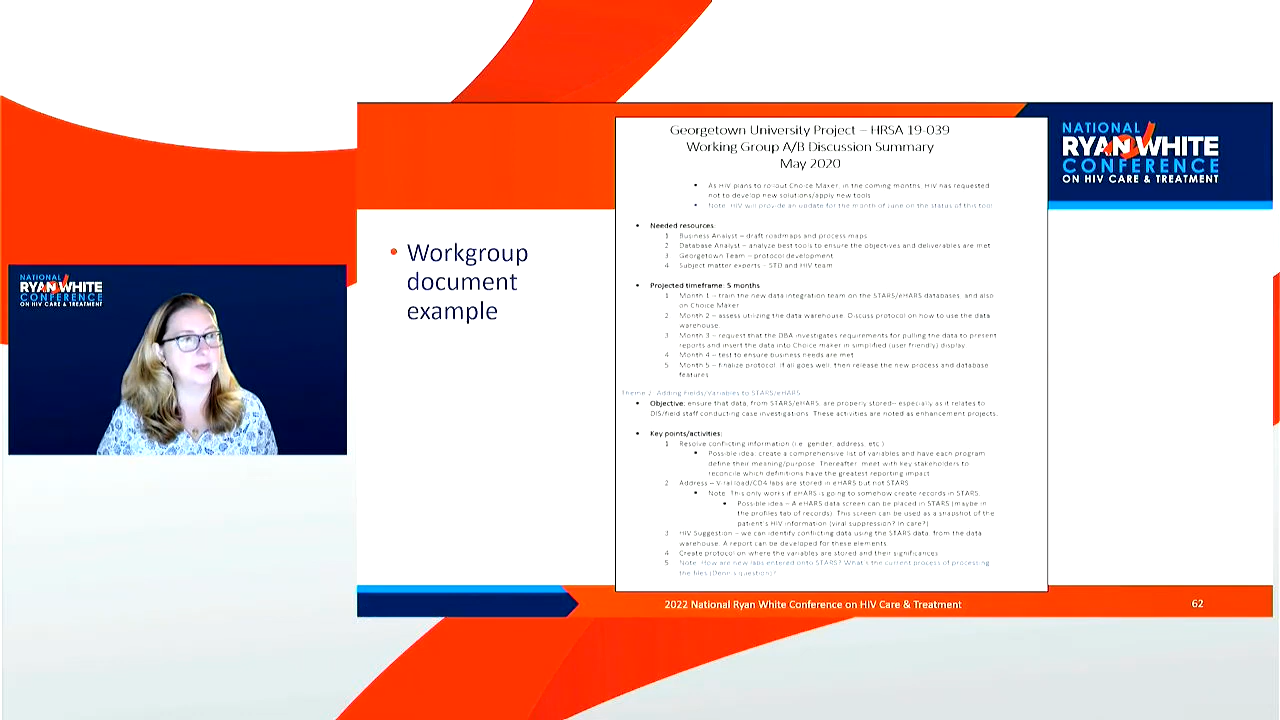 Georgetown University Project – HRSA 19-039
Working Group A/B Discussion Summary
May 2020
NATIONAL
RYAN WHITE
CONFERENCE
ON HIV CARE & TREATMENT
• As HIV plans to roll out Choice Maker, in the coming months, HIV has requested
not to develop new solutions/apply new tools
• Note: HIV will provide an update for the month of June on the status of this tool
• Needed resources:
1 Business Analyst – draft roadmaps and process maps
2 Database Analyst – analyze best tools to ensure the objectives and deliverables are met
3 Georgetown Team – protocol development
4 Subject matter experts – STD and HIV team
• Projected timeframe: 5 months
1 Month 1 – train the new data integration team on the STARS/eHARS databases, and also
on Choice Maker
2 Month 2 – assess utilizing the data warehouse. Discuss protocol on how to use the data
warehouse.
3 Month 3 – request that the DBA investigates requirements for pulling the data to present
reports and insert the data into Choice maker in simplified (user friendly) display
4 Month 4 – test to ensure business needs are met
5 Month 5 – finalize protocol. If all goes well, then release the new process and database
features
Theme 2: Adding Fields/Variables to STARS/eHARS
• Objective: ensure that data, from STARS/eHARS, are properly stored– especially as it relates to
DIS/field staff conducting case investigations. These activities are noted as enhancement projects.
• Key points/activities:
1 Resolve conflicting information (i.e. gender, address, etc.)
• Possible idea: create a comprehensive list of variables and have each program
define their meaning/purpose. Thereafter, meet with key stakeholders to
reconcile which definitions have the greatest reporting impact
2 Address – Viral load/CD4 labs are stored in eHARS but not STARS
• Note: This only works if eHARS is going to somehow create records in STARS
• Possible idea – A eHARS data screen can be placed in STARS (maybe in
the profiles tab of records). This screen can be used as a snapshot of the
patient's HIV information (viral suppression? In care?)
3 HIV Suggestion – we can identify conflicting data using the STARS data, from the data
warehouse. A report can be developed for these elements
4 Create protocol on where the variables are stored and their significances
5 Note: How are new labs entered onto STARS? What's the current process of processing
the files (Denn's question)?
• Workgroup
document
example
NATIONAL
RYAN WHITE
CONFERENCE
ON HIV CARE & TREATMENT
2022 National Ryan White Conference on HIV Care & Treatment
62